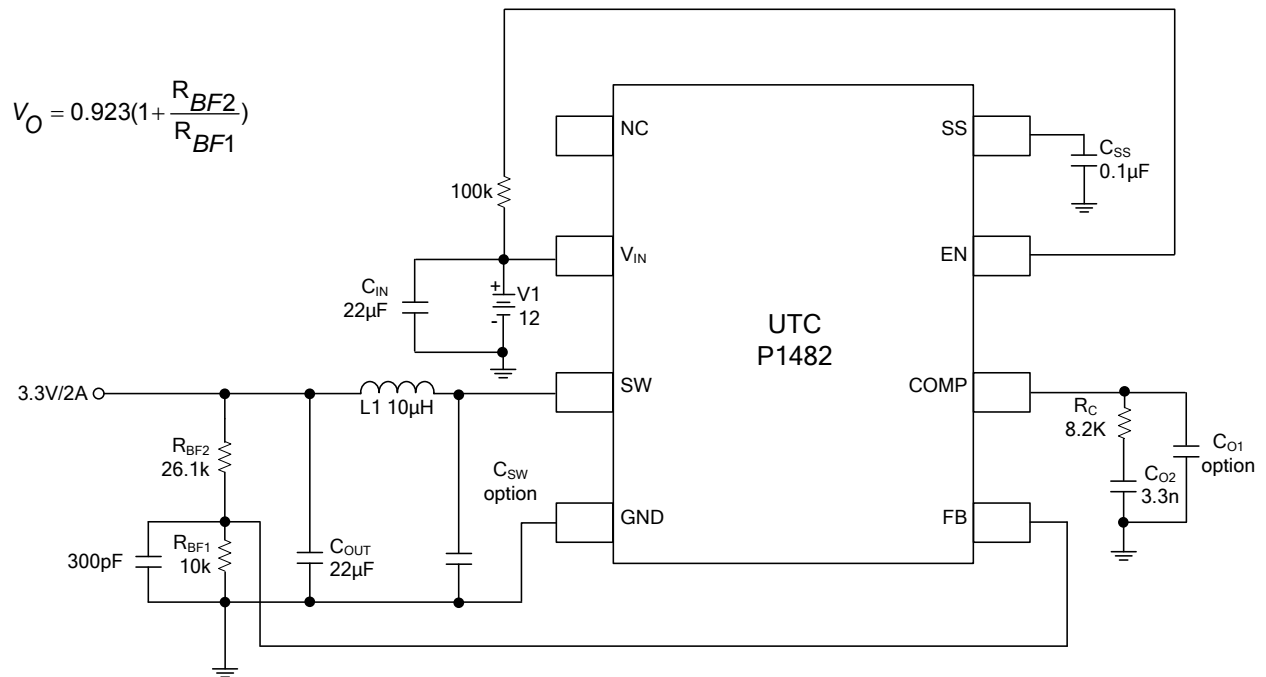 V_O = 0.923(1+ R_BF2 / R_BF1)
NC
SS
C_SS
0.1µF
100k
V_IN
EN
C_IN
22µF
+
V1
12
-
UTC
P1482
3.3V/2A
SW
L1 10µH
COMP
R_C
8.2K
C_O1
option
R_BF2
26.1k
C_SW
option
C_O2
3.3n
GND
FB
300pF
R_BF1
10k
C_OUT
22µF